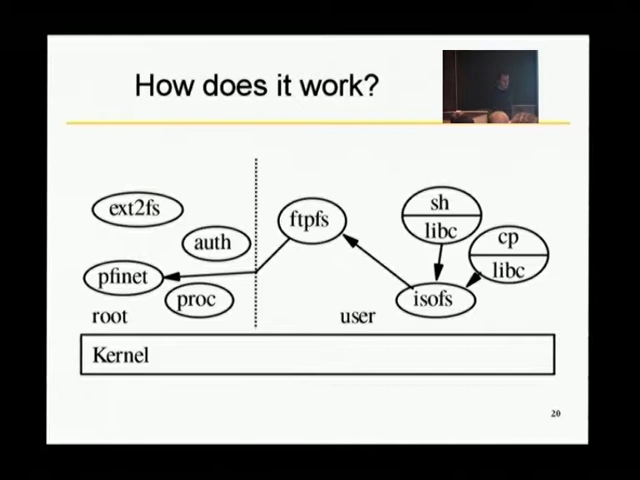 How does it work?
ext2fs
auth
pfinet
proc
root
ftpfs
sh
libc
cp
libc
isofs
user
Kernel
20